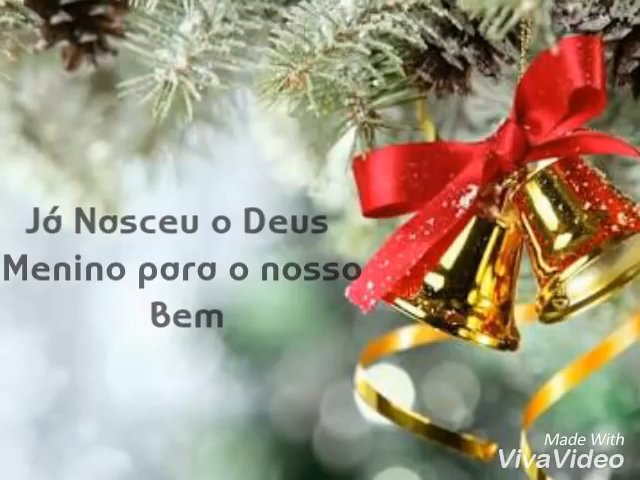 Já Nasceu o Deus
Menino para o nosso
Bem
Made With
VivaVideo